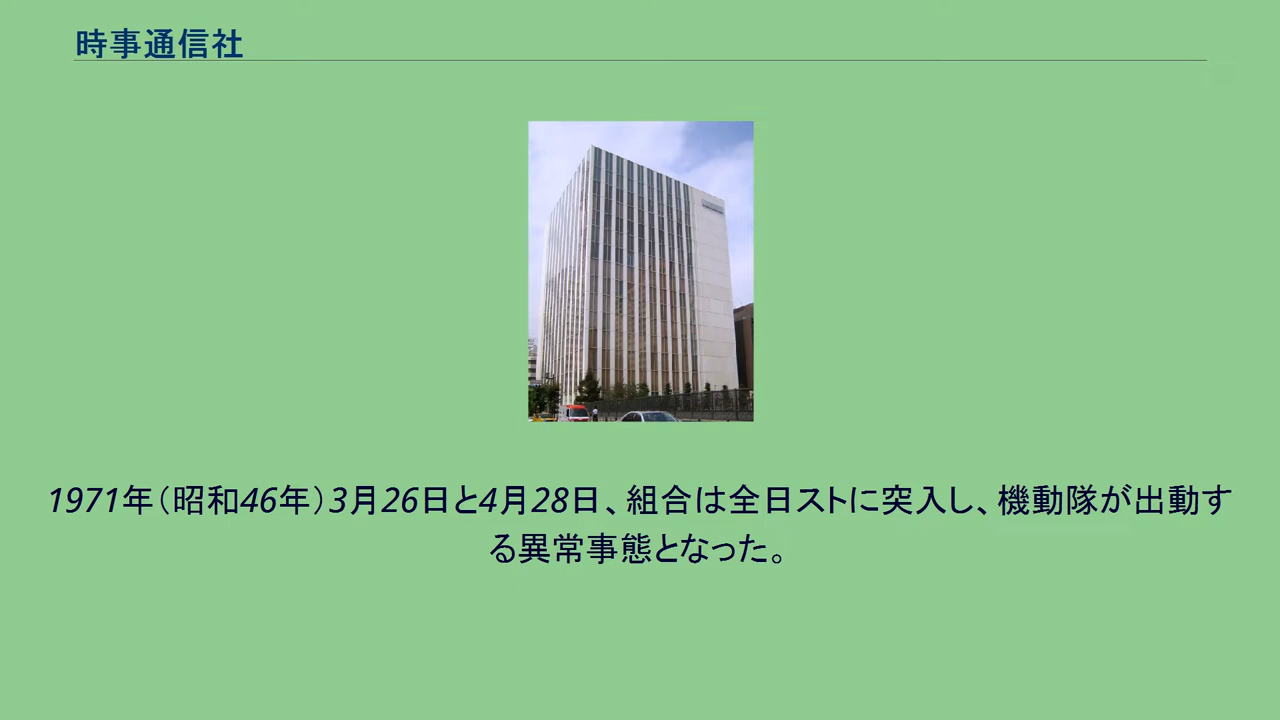 時事通信社
1971年（昭和46年）3月26日と4月28日、組合は全日ストに突入し、機動隊が出動す
る異常事態となった。